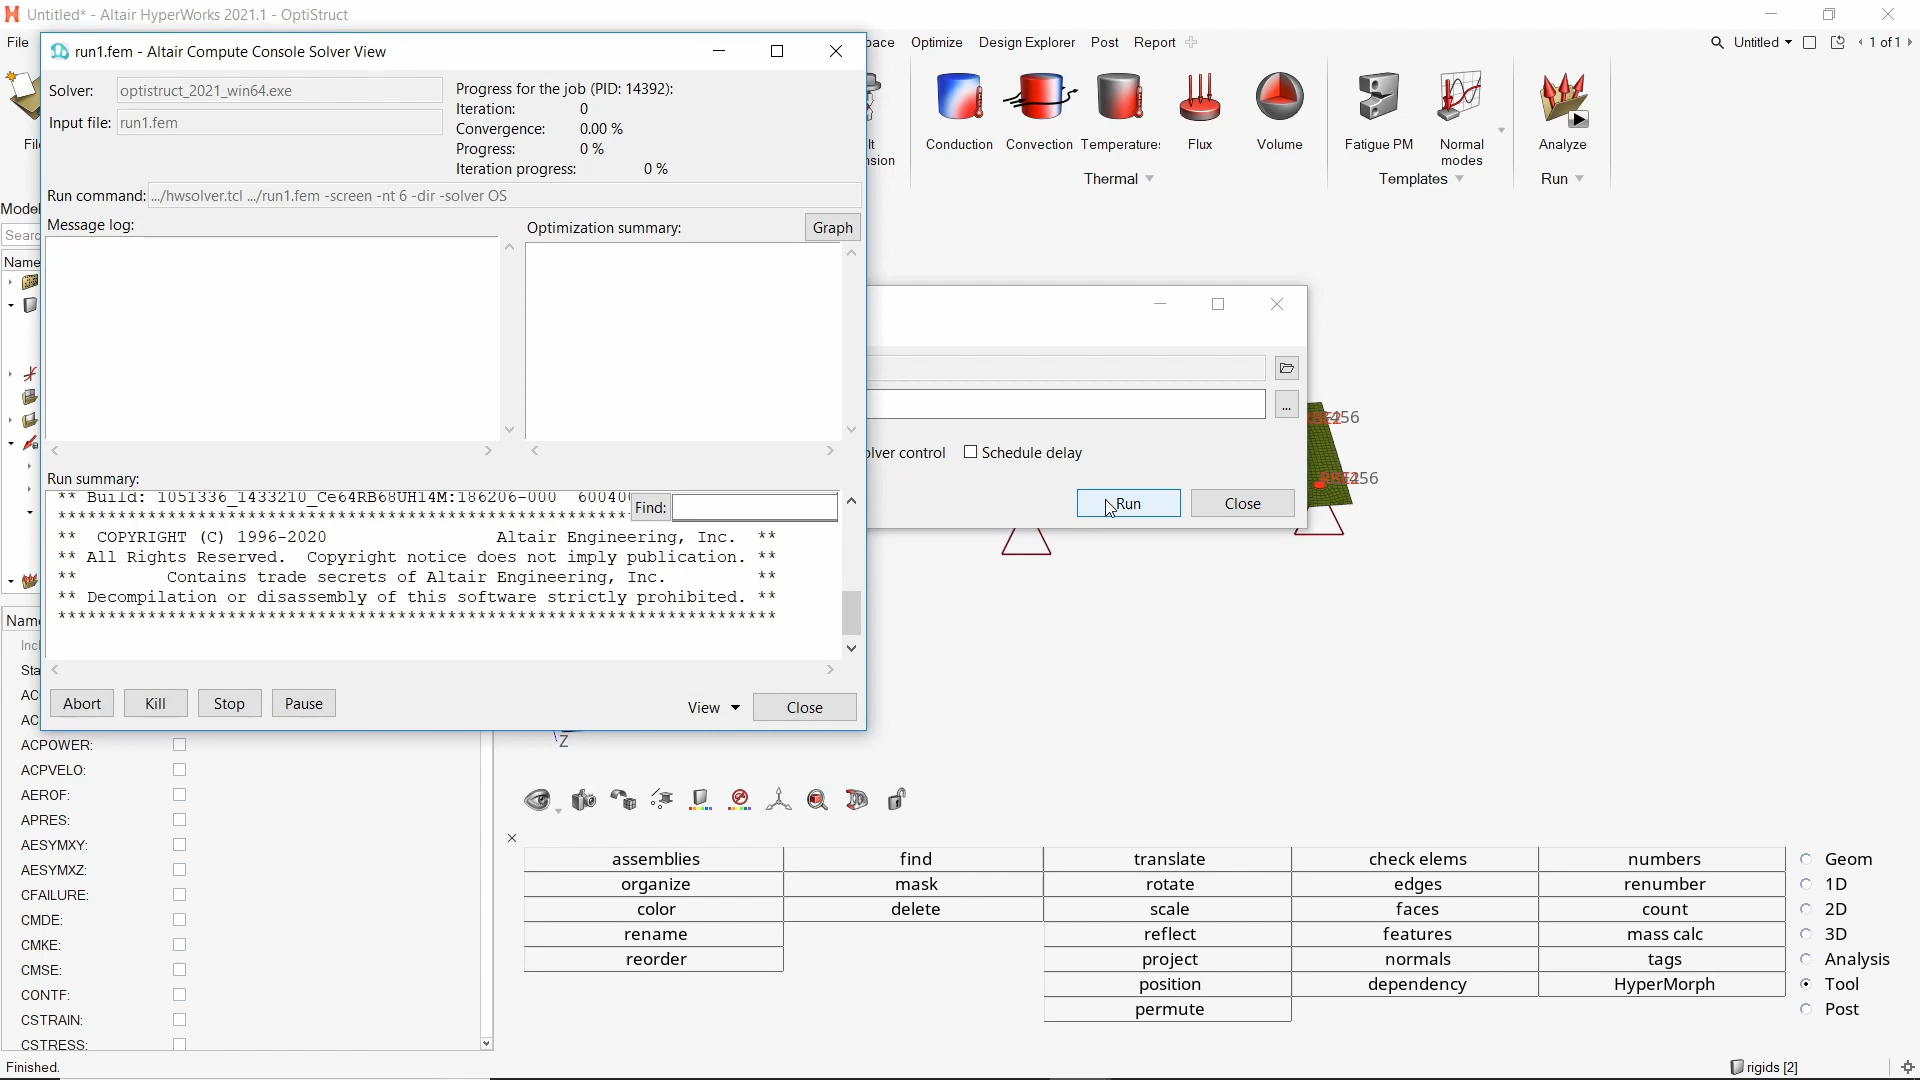 Untitled* - Altair HyperWorks 2021.1 - OptiStruct
File
Optimize
Design Explorer
Post
Report
Untitled
1 of 1
run1.fem - Altair Compute Console Solver View
Solver:
optistruct_2021_win64.exe
Input file:
run1.fem
Progress for the job (PID: 14392):
Iteration: 0
Convergence: 0.00 %
Progress: 0 %
Iteration progress: 0 %
Run command:
.../hwsolver.tcl .../run1.fem -screen -nt 6 -dir -solver OS
Message log:
Optimization summary:
Graph
Conduction
Convection
Temperature:
Flux
Volume
Thermal
Fatigue PM
Normal
modes
Templates
Analyze
Run
Run summary:
** Build: 1051336_1433210_Ce64RB68UH14M:186206-000 600400
Find:
** COPYRIGHT (C) 1996-2020 Altair Engineering, Inc. **
** All Rights Reserved. Copyright notice does not imply publication. **
** Contains trade secrets of Altair Engineering, Inc. **
** Decompilation or disassembly of this software strictly prohibited. **
************************************************************************
Abort
Kill
Stop
Pause
View
Close
Schedule delay
Run
Close
Z
ACPOWER:
ACPVELO:
AEROF:
APRES:
AESYMXY:
AESYMXZ:
CFAILURE:
CMDE:
CMKE:
CMSE:
CONTF:
CSTRAIN:
CSTRESS:
assemblies
find
translate
check elems
numbers
Geom
organize
mask
rotate
edges
renumber
1D
color
delete
scale
faces
count
2D
rename
reflect
features
mass calc
3D
reorder
project
normals
tags
Analysis
position
dependency
HyperMorph
Tool
permute
Post
Finished.
rigids [2]